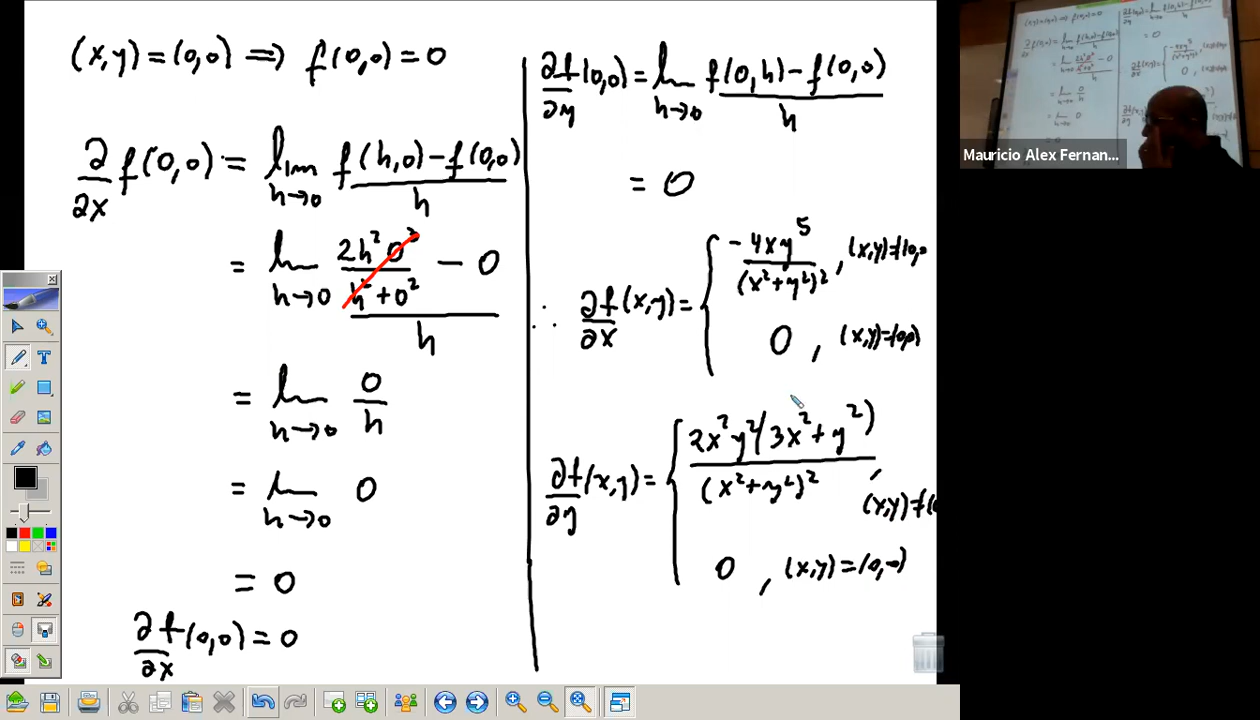 (x,y)=(0,0) ⟹ f(0,0)=0
∂/∂x f(0,0) = lim h→0 (f(h,0)−f(0,0))/h
= lim h→0 ((2h²0³)/(h²+0²) − 0)/h
= lim h→0 0/h
= lim h→0 0
= 0
∂f/∂x (0,0) = 0
∂f/∂y (0,0) = lim h→0 (f(0,h)−f(0,0))/h
= 0
∴ ∂f/∂x (x,y) = { −4xy⁵/(x²+y²)², (x,y)≠(0,0
0, (x,y)=(0,0)
∂f/∂y (x,y) = { 2x²y²(3x²+y²)/(x²+y²)², (x,y)≠(0
0, (x,y)=(0,0)
Mauricio Alex Fernan...
T